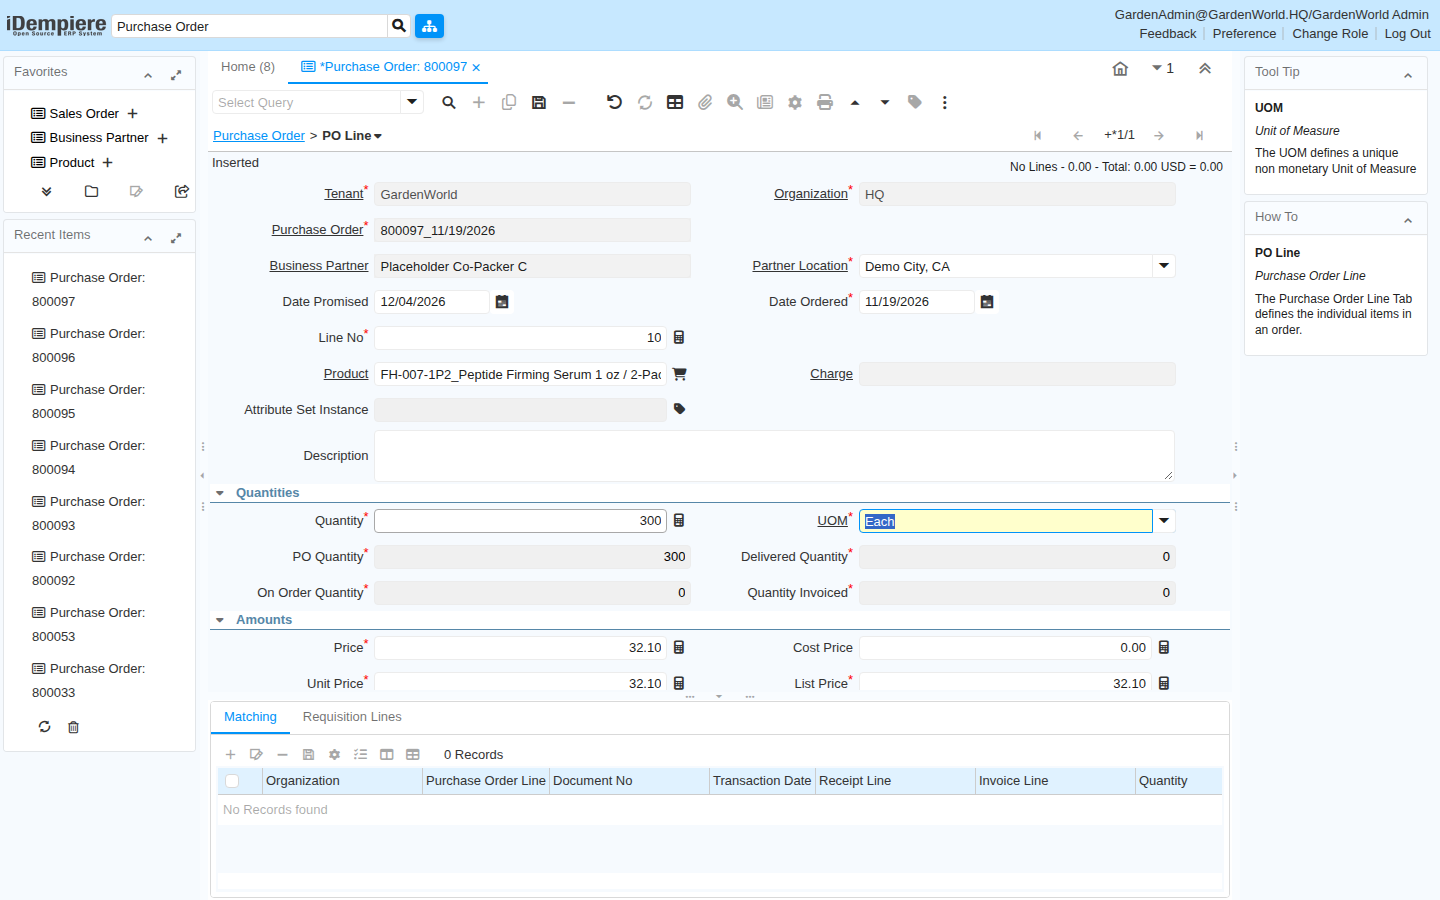 iDempiere
Open Source ERP System
Purchase Order
GardenAdmin@GardenWorld.HQ/GardenWorld Admin
Feedback
Preference
Change Role
Log Out
Favorites
Sales Order
Business Partner
Product
Recent Items
Purchase Order: 800097
Purchase Order: 800096
Purchase Order: 800095
Purchase Order: 800094
Purchase Order: 800093
Purchase Order: 800092
Purchase Order: 800053
Purchase Order: 800033
Home (8)
*Purchase Order: 800097
1
Select Query
Purchase Order > PO Line
+*1/1
Inserted
No Lines - 0.00 - Total: 0.00 USD = 0.00
Tenant* GardenWorld
Organization* HQ
Purchase Order* 800097_11/19/2026
Business Partner Placeholder Co-Packer C
Partner Location* Demo City, CA
Date Promised 12/04/2026
Date Ordered* 11/19/2026
Line No* 10
Product FH-007-1P2_Peptide Firming Serum 1 oz / 2-Pac
Charge
Attribute Set Instance
Description
Quantities
Quantity* 300
UOM* Each
PO Quantity* 300
Delivered Quantity* 0
On Order Quantity* 0
Quantity Invoiced* 0
Amounts
Price* 32.10
Cost Price 0.00
Unit Price* 32.10
List Price* 32.10
Matching
Requisition Lines
0 Records
Organization
Purchase Order Line
Document No
Transaction Date
Receipt Line
Invoice Line
Quantity
No Records found
Tool Tip
UOM
Unit of Measure
The UOM defines a unique
non monetary Unit of Measure
How To
PO Line
Purchase Order Line
The Purchase Order Line Tab
defines the individual items in
an order.